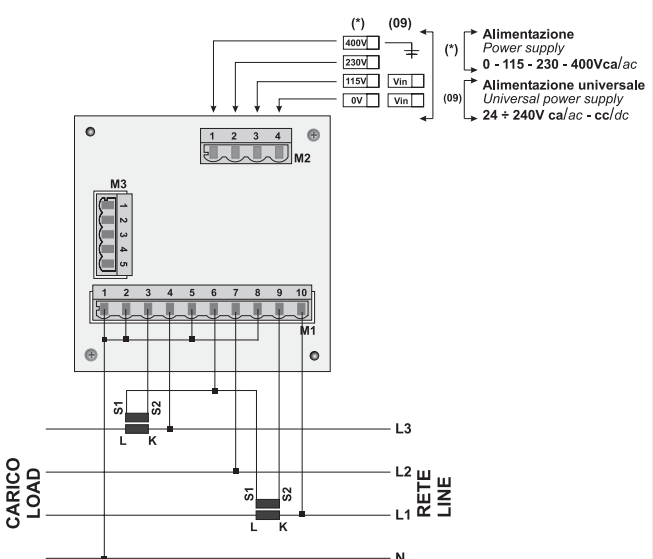 (*) (09)
400V
230V
115V Vin
0V Vin
(*) Alimentazione
Power supply
0 - 115 - 230 - 400Vca/ac
(09) Alimentazione universale
Universal power supply
24 ÷ 240V ca/ac - cc/dc
1 2 3 4
M2
M3
1
2
3
4
5
1 2 3 4 5 6 7 8 9 10
M1
S1 S2
L K
L3
L2
S1 S2
L K
L1
N
CARICO
LOAD
RETE
LINE